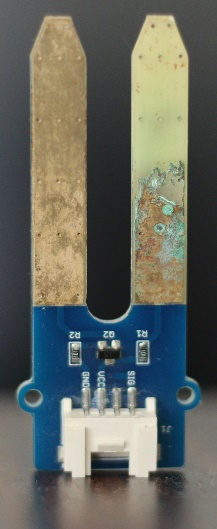 R2 Q2 R1
GND VCC SIG
J1